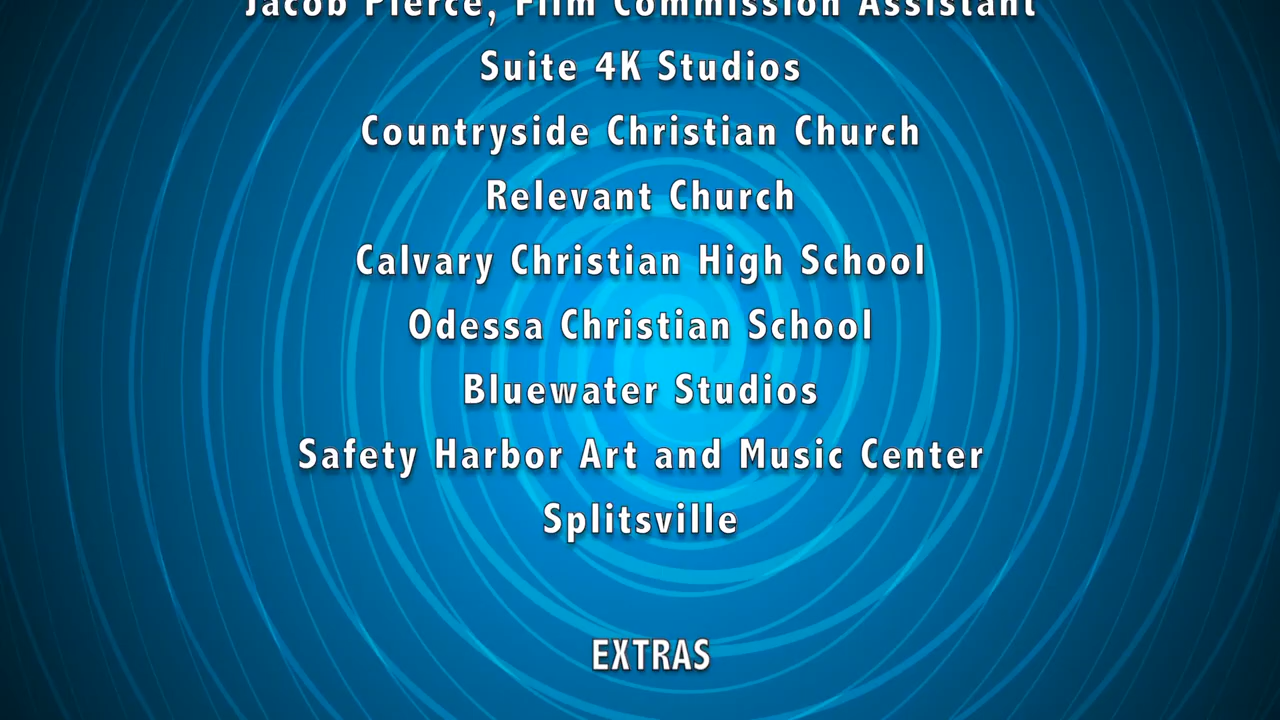 Jacob Pierce, Film Commission Assistant
Suite 4K Studios
Countryside Christian Church
Relevant Church
Calvary Christian High School
Odessa Christian School
Bluewater Studios
Safety Harbor Art and Music Center
Splitsville
EXTRAS